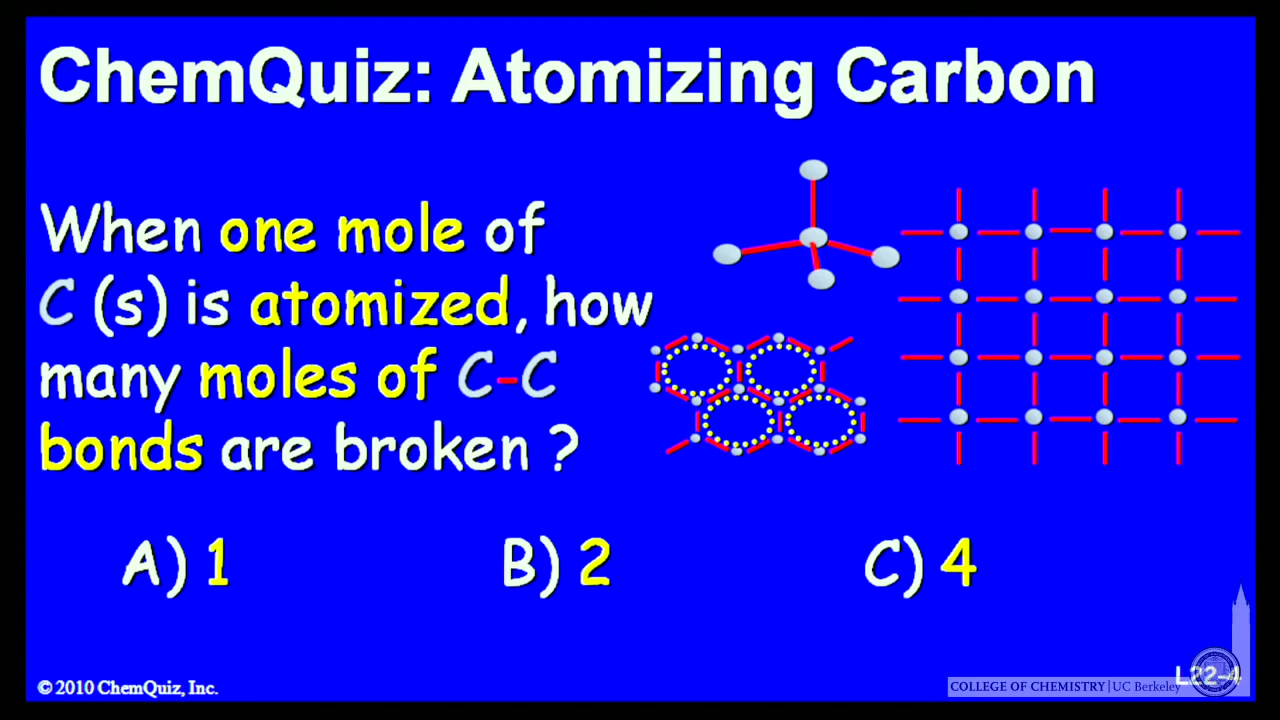 ChemQuiz: Atomizing Carbon
When one mole of
C (s) is atomized, how
many moles of C-C
bonds are broken ?
A) 1 B) 2 C) 4
© 2010 ChemQuiz, Inc.
L22-4
COLLEGE OF CHEMISTRY | UC Berkeley